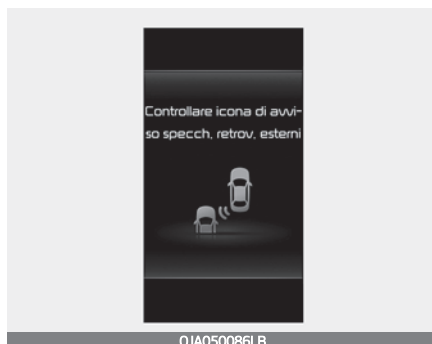 Controllare icona di avvi-
so specch, retrov, esterni
OJA050086LB